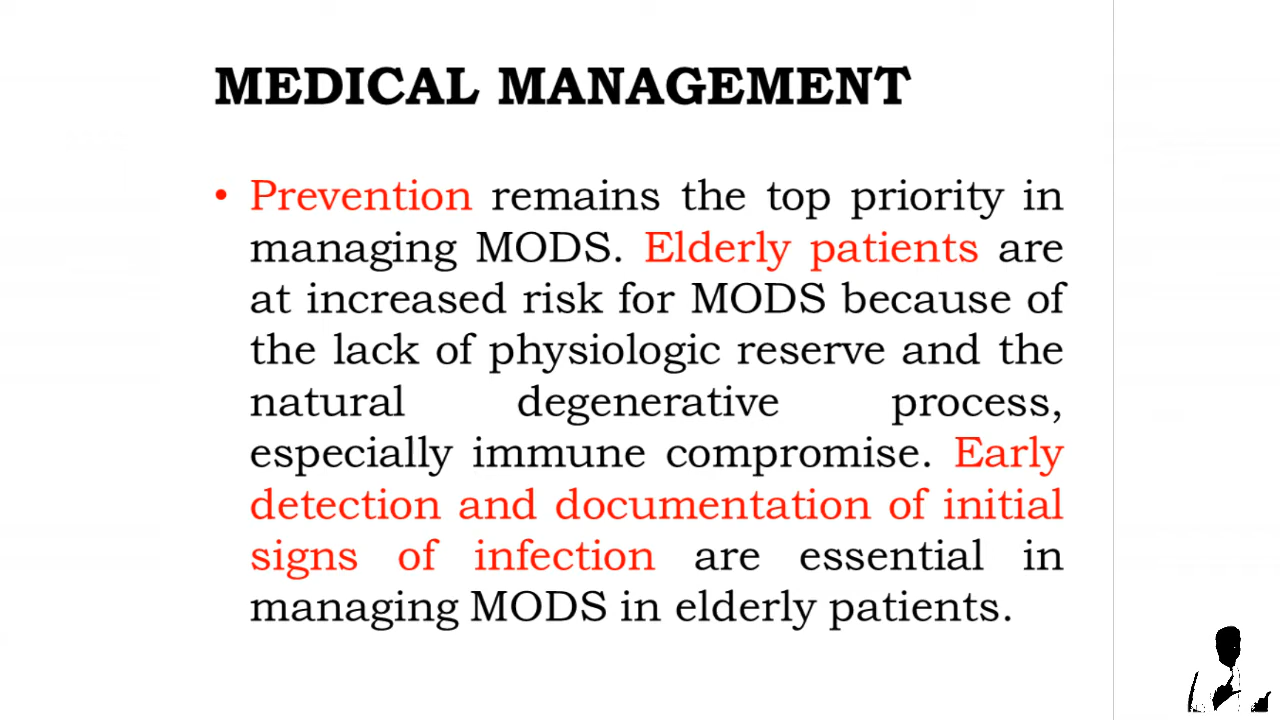 MEDICAL MANAGEMENT
• Prevention remains the top priority in
managing MODS. Elderly patients are
at increased risk for MODS because of
the lack of physiologic reserve and the
natural degenerative process,
especially immune compromise. Early
detection and documentation of initial
signs of infection are essential in
managing MODS in elderly patients.